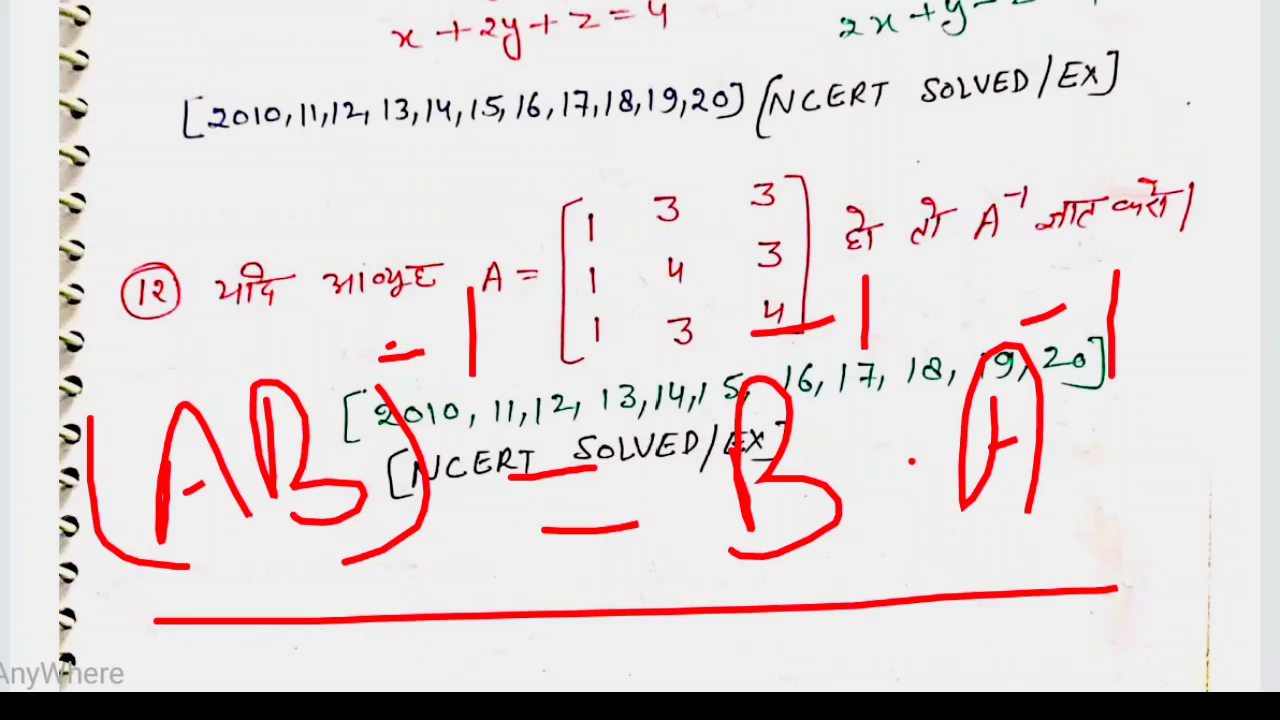 x + 2y + z = 4
2x + y -
[2010, 11, 12, 13, 14, 15, 16, 17, 18, 19, 20] [NCERT SOLVED/EX]
१२ यदि आव्यूह A = [1 3 3
1 4 3
1 3 4] हो तो A⁻¹ ज्ञात करो।
[2010, 11, 12, 13, 14, 15, 16, 17, 18, 19, 20]
[NCERT SOLVED/EX]
(AB)⁻¹ = B⁻¹ . A⁻¹
AnyWhere